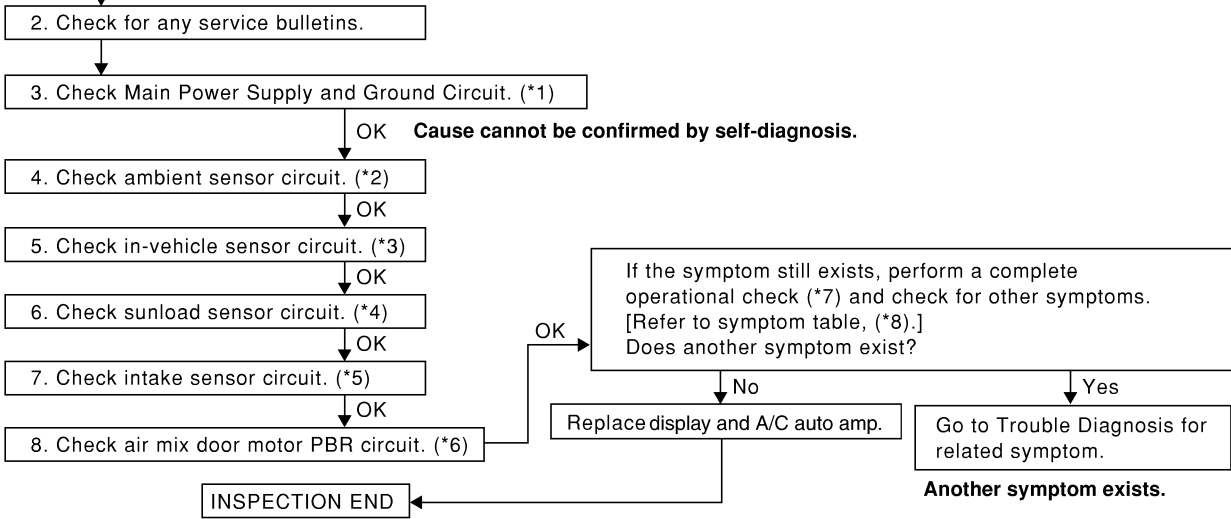 2. Check for any service bulletins.
3. Check Main Power Supply and Ground Circuit. (*1)
OK
Cause cannot be confirmed by self-diagnosis.
4. Check ambient sensor circuit. (*2)
OK
5. Check in-vehicle sensor circuit. (*3)
OK
6. Check sunload sensor circuit. (*4)
OK
7. Check intake sensor circuit. (*5)
OK
8. Check air mix door motor PBR circuit. (*6)
OK
If the symptom still exists, perform a complete
operational check (*7) and check for other symptoms.
[Refer to symptom table, (*8).]
Does another symptom exist?
No
Yes
Replace display and A/C auto amp.
Go to Trouble Diagnosis for
related symptom.
Another symptom exists.
INSPECTION END